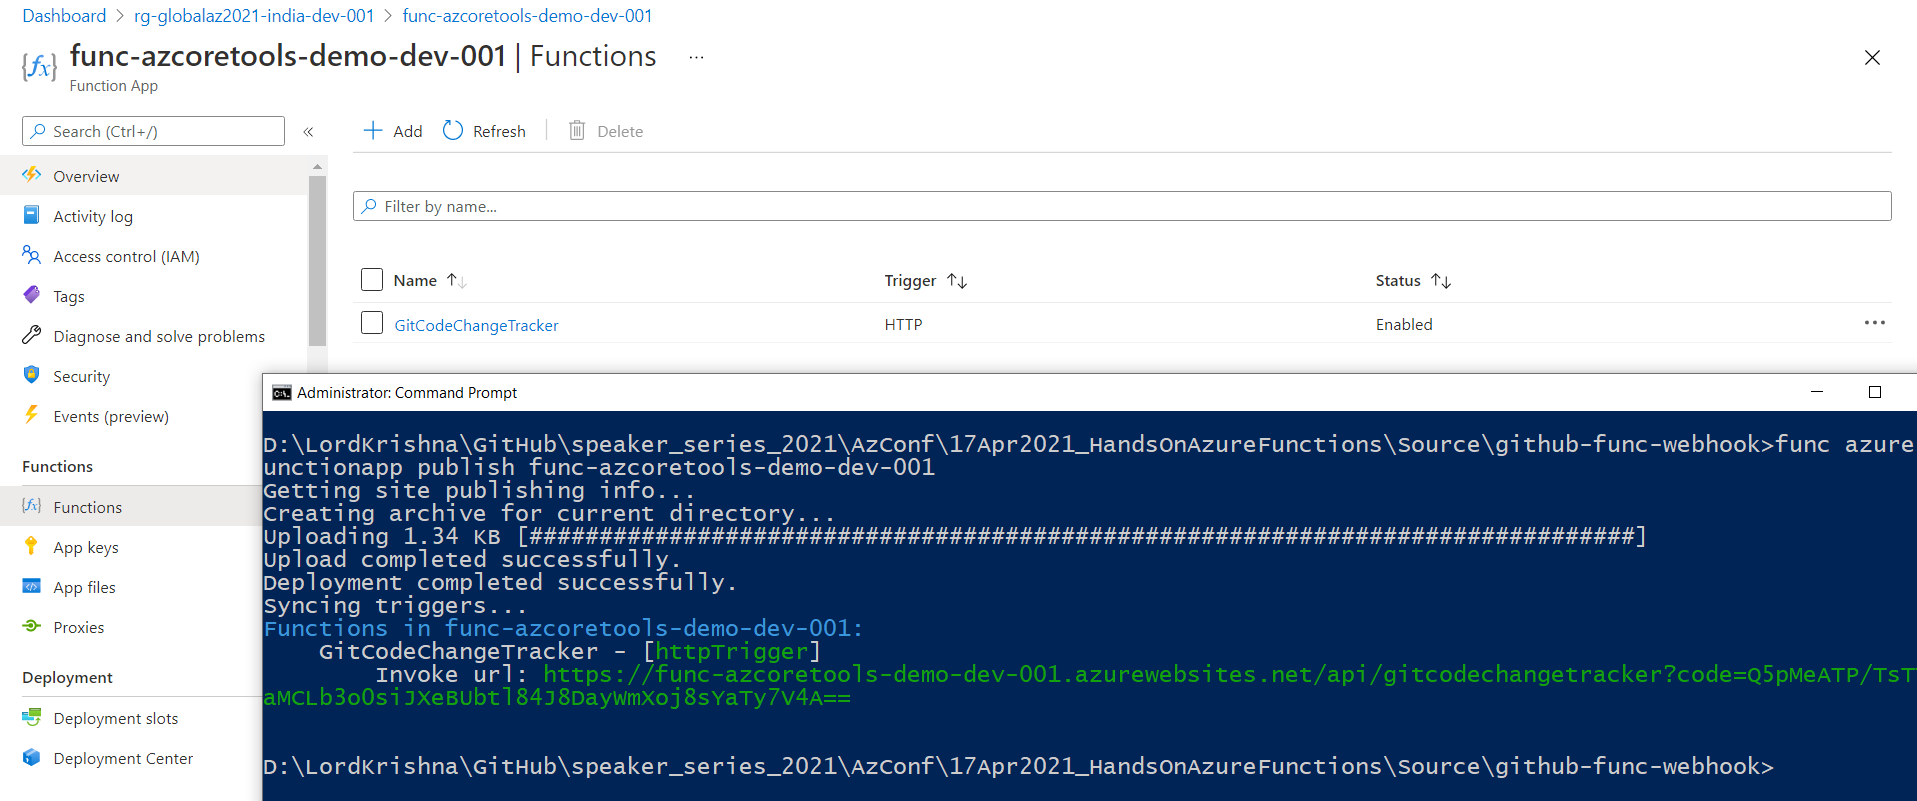 Dashboard > rg-globalaz2021-india-dev-001 > func-azcoretools-demo-dev-001
func-azcoretools-demo-dev-001 | Functions ...
Function App
Search (Ctrl+/) «
Overview
Activity log
Access control (IAM)
Tags
Diagnose and solve problems
Security
Events (preview)
Functions
Functions
App keys
App files
Proxies
Deployment
Deployment slots
Deployment Center
Add Refresh Delete
Filter by name...
Name ↑↓ Trigger ↑↓ Status ↑↓
GitCodeChangeTracker HTTP Enabled ...
Administrator: Command Prompt
D:\LordKrishna\GitHub\speaker_series_2021\AzConf\17Apr2021_HandsOnAzureFunctions\Source\github-func-webhook>func azure
unctionapp publish func-azcoretools-demo-dev-001
Getting site publishing info...
Creating archive for current directory...
Uploading 1.34 KB [###############################################################################]
Upload completed successfully.
Deployment completed successfully.
Syncing triggers...
Functions in func-azcoretools-demo-dev-001:
GitCodeChangeTracker - [httpTrigger]
Invoke url: https://func-azcoretools-demo-dev-001.azurewebsites.net/api/gitcodechangetracker?code=Q5pMeATP/TsT
aMCLb3oOsiJXeBUbtl84J8DayWmXoj8sYaTy7V4A==
D:\LordKrishna\GitHub\speaker_series_2021\AzConf\17Apr2021_HandsOnAzureFunctions\Source\github-func-webhook>